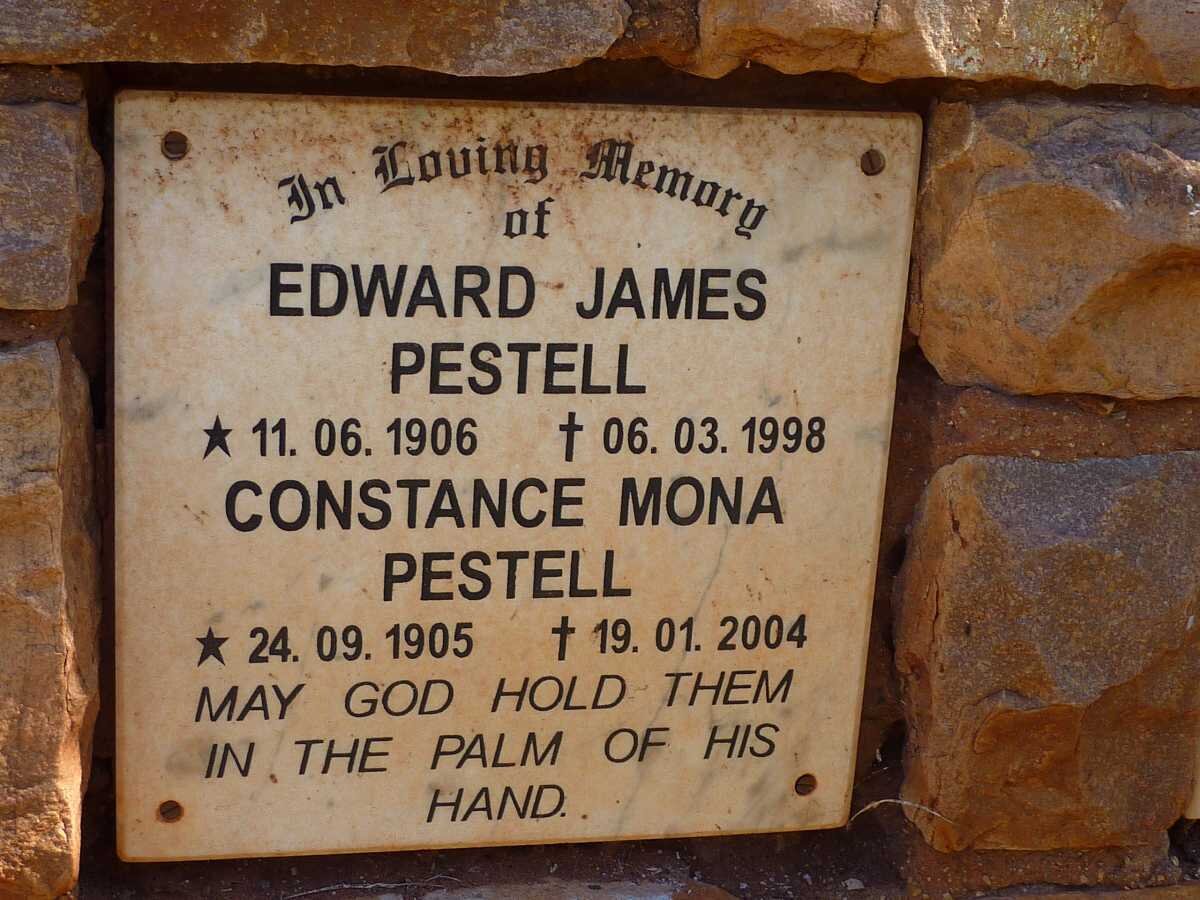 In Loving Memory
of
EDWARD JAMES
PESTELL
★ 11. 06. 1906 † 06. 03. 1998
CONSTANCE MONA
PESTELL
★ 24. 09. 1905 † 19. 01. 2004
MAY GOD HOLD THEM
IN THE PALM OF HIS
HAND.